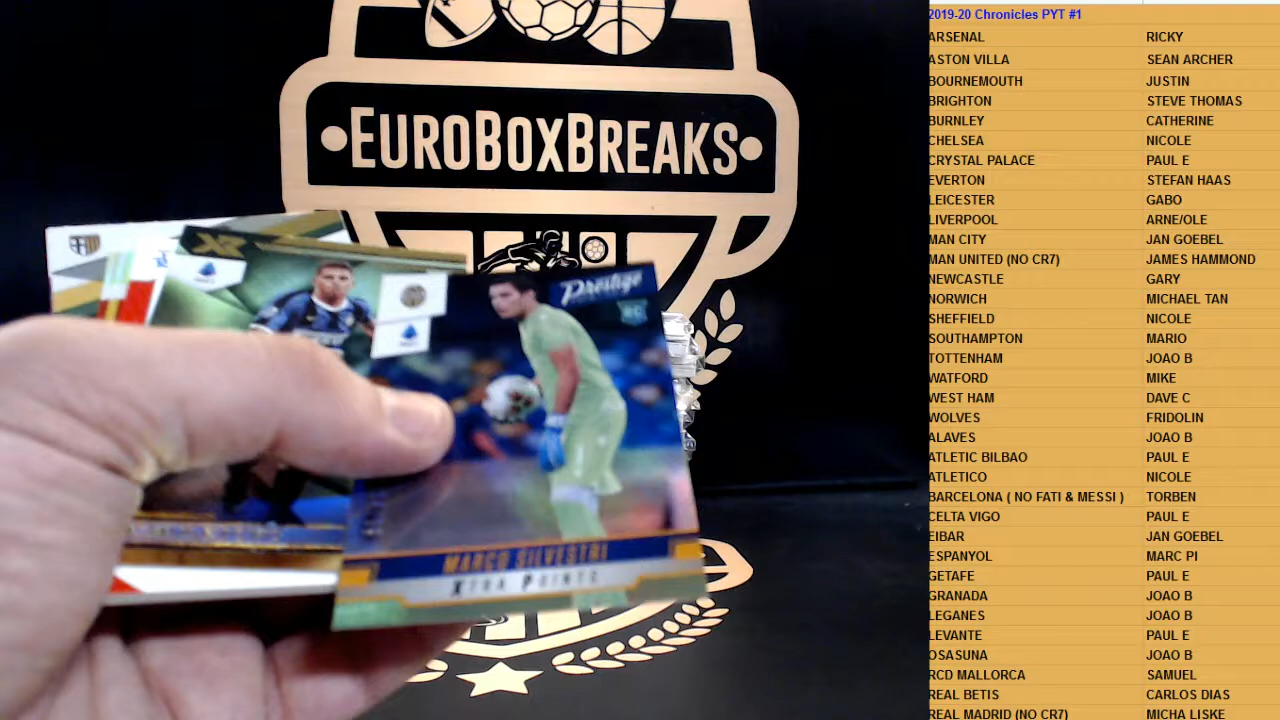 EUROBOXBREAKS
XR
Prestige
RC
MARCO SILVESTRI
XTRA POINTS
2019-20 Chronicles PYT #1
ARSENAL RICKY
ASTON VILLA SEAN ARCHER
BOURNEMOUTH JUSTIN
BRIGHTON STEVE THOMAS
BURNLEY CATHERINE
CHELSEA NICOLE
CRYSTAL PALACE PAUL E
EVERTON STEFAN HAAS
LEICESTER GABO
LIVERPOOL ARNE/OLE
MAN CITY JAN GOEBEL
MAN UNITED (NO CR7) JAMES HAMMOND
NEWCASTLE GARY
NORWICH MICHAEL TAN
SHEFFIELD NICOLE
SOUTHAMPTON MARIO
TOTTENHAM JOAO B
WATFORD MIKE
WEST HAM DAVE C
WOLVES FRIDOLIN
ALAVES JOAO B
ATLETIC BILBAO PAUL E
ATLETICO NICOLE
BARCELONA ( NO FATI & MESSI ) TORBEN
CELTA VIGO PAUL E
EIBAR JAN GOEBEL
ESPANYOL MARC PI
GETAFE PAUL E
GRANADA JOAO B
LEGANES JOAO B
LEVANTE PAUL E
OSASUNA JOAO B
RCD MALLORCA SAMUEL
REAL BETIS CARLOS DIAS
REAL MADRID (NO CR7) MICHA LISKE